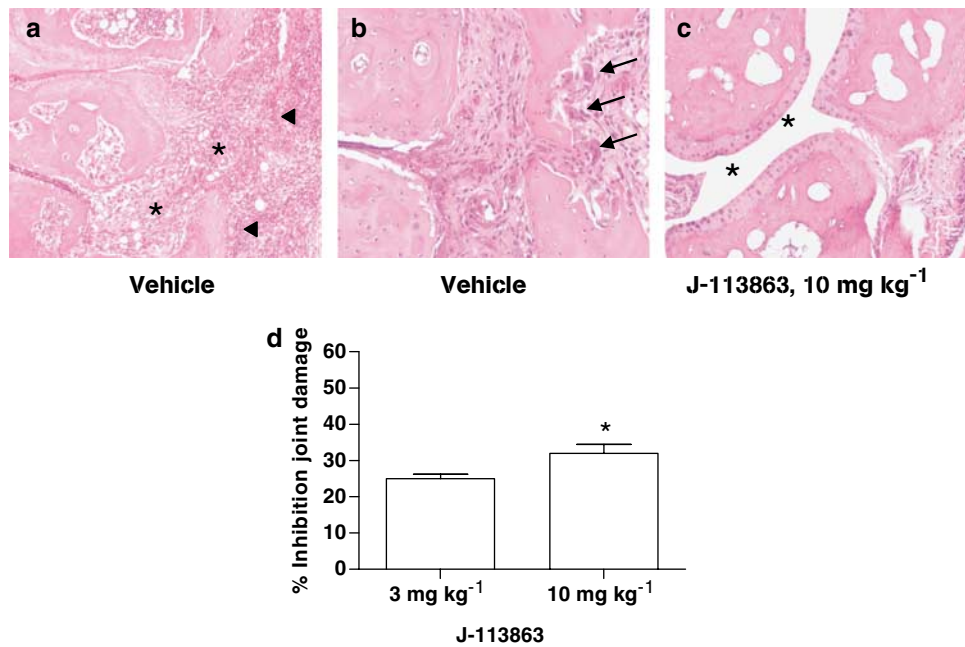 a
b
c
*
*
*
*
Vehicle
Vehicle
J-113863, 10 mg kg⁻¹
d
% Inhibition joint damage
60
50
40
30
20
10
0
*
3 mg kg⁻¹
10 mg kg⁻¹
J-113863